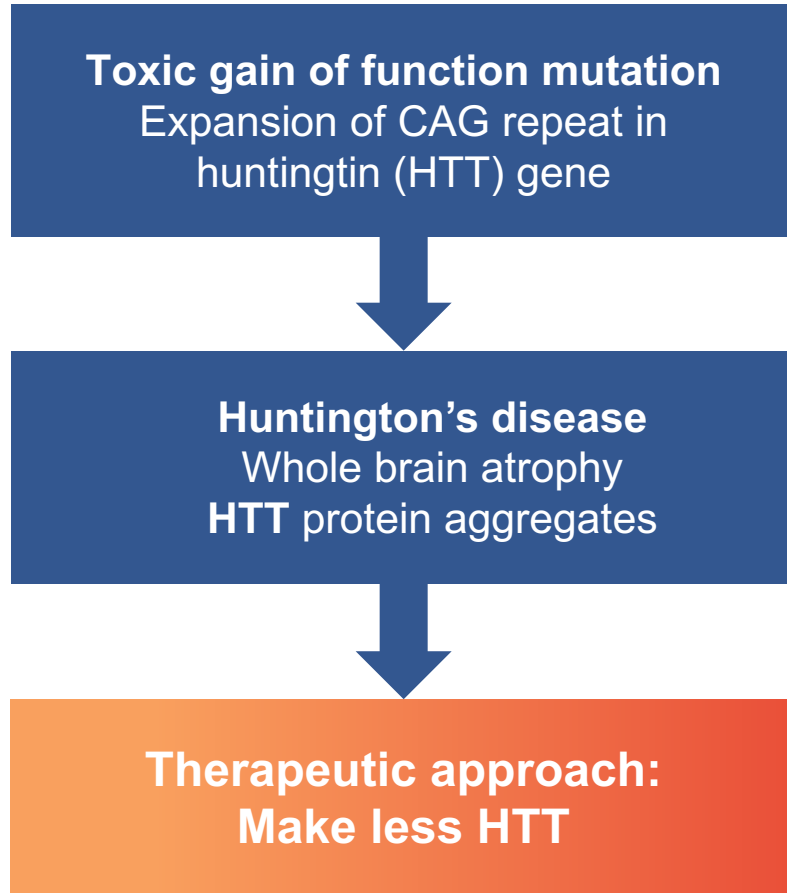 Toxic gain of function mutation
Expansion of CAG repeat in
huntingtin (HTT) gene
Huntington’s disease
Whole brain atrophy
HTT protein aggregates
Therapeutic approach:
Make less HTT